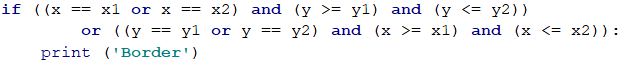 if ((x == x1 or x == x2) and (y >= y1) and (y <= y2))
        or ((y == y1 or y == y2) and (x >= x1) and (x <= x2)):
    print ('Border')